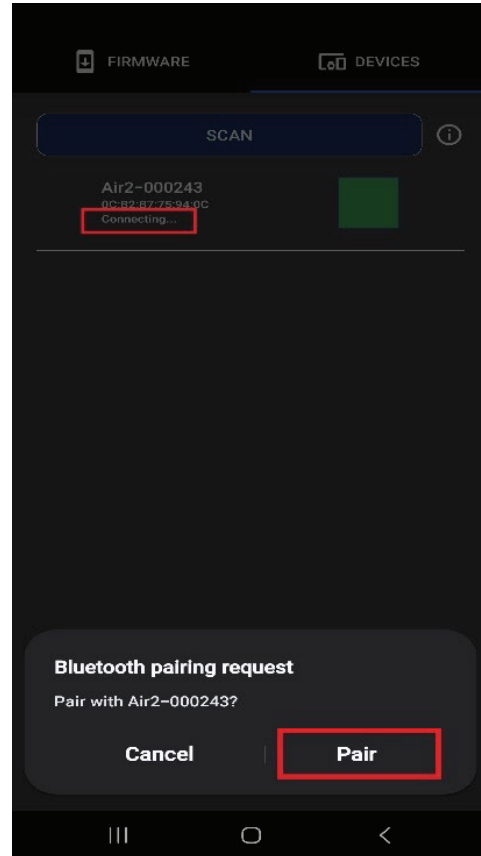 FIRMWARE
DEVICES
SCAN
Air2-000243
0C:B2:B7:75:94:0C
Connecting...
Bluetooth pairing request
Pair with Air2-000243?
Cancel
Pair